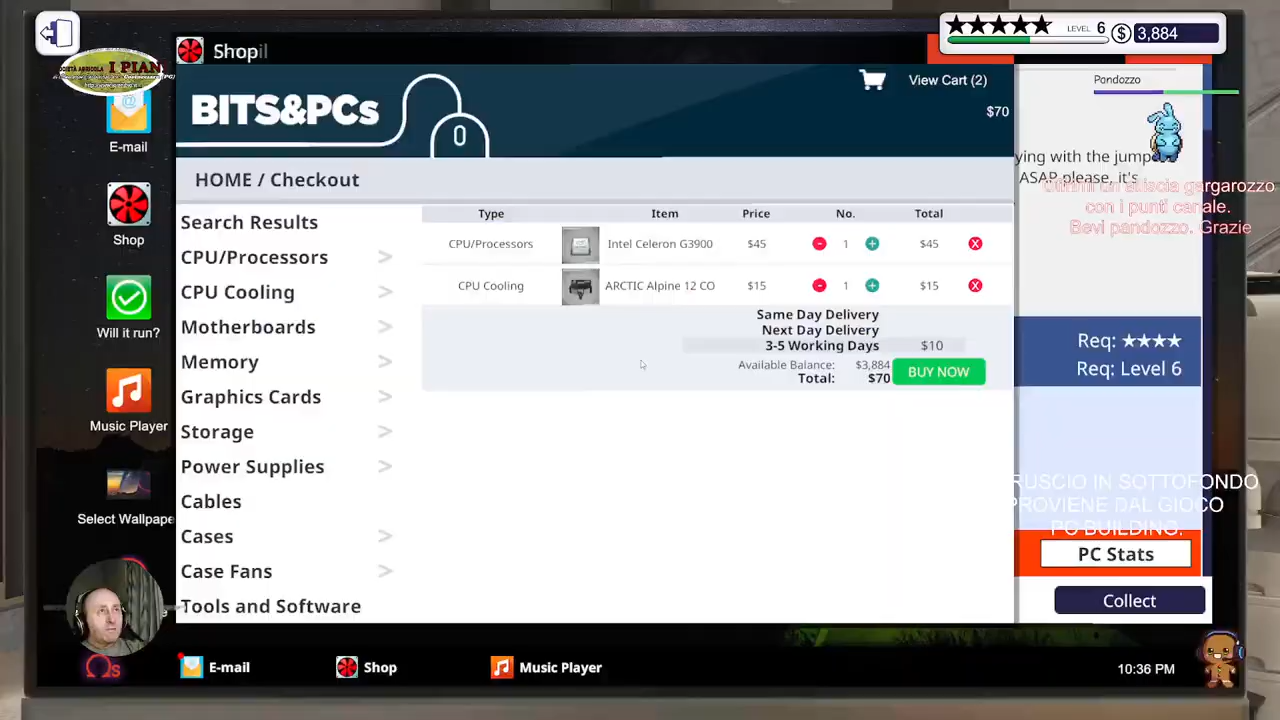 Shop
LEVEL 6 $ 3,884
I PIANI
E-mail
Shop
Will it run?
Music Player
Select Wallpape
BITS&PCs
View Cart (2)
$70
HOME / Checkout
Search Results
CPU/Processors >
CPU Cooling >
Motherboards >
Memory >
Graphics Cards >
Storage >
Power Supplies >
Cables
Cases >
Case Fans >
Tools and Software
Type Item Price No. Total
CPU/Processors Intel Celeron G3900 $45 - 1 + $45 X
CPU Cooling ARCTIC Alpine 12 CO $15 - 1 + $15 X
Same Day Delivery
Next Day Delivery
3-5 Working Days $10
Available Balance: $3,884
Total: $70
BUY NOW
Pandozzo
ying with the jump
ASAP please, it's
gargarozzo
con i punti canale.
Bevi pandozzo. Grazie
Req: ★★★★
Req: Level 6
RUSCIO IN SOTTOFONDO
PROVIENE DAL GIOCO
PC BUILDING.
PC Stats
Collect
E-mail Shop Music Player 10:36 PM